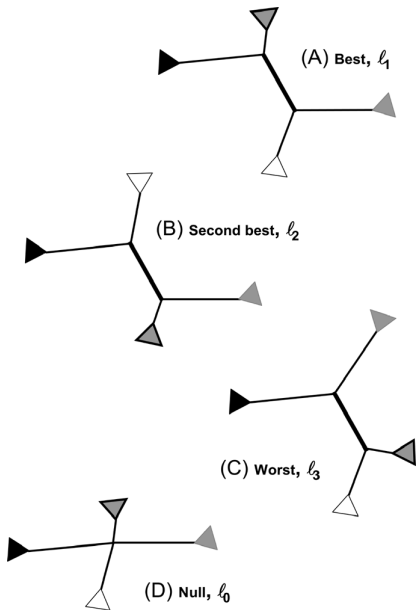 (A) Best, ℓ1
(B) Second best, ℓ2
(C) Worst, ℓ3
(D) Null, ℓ0